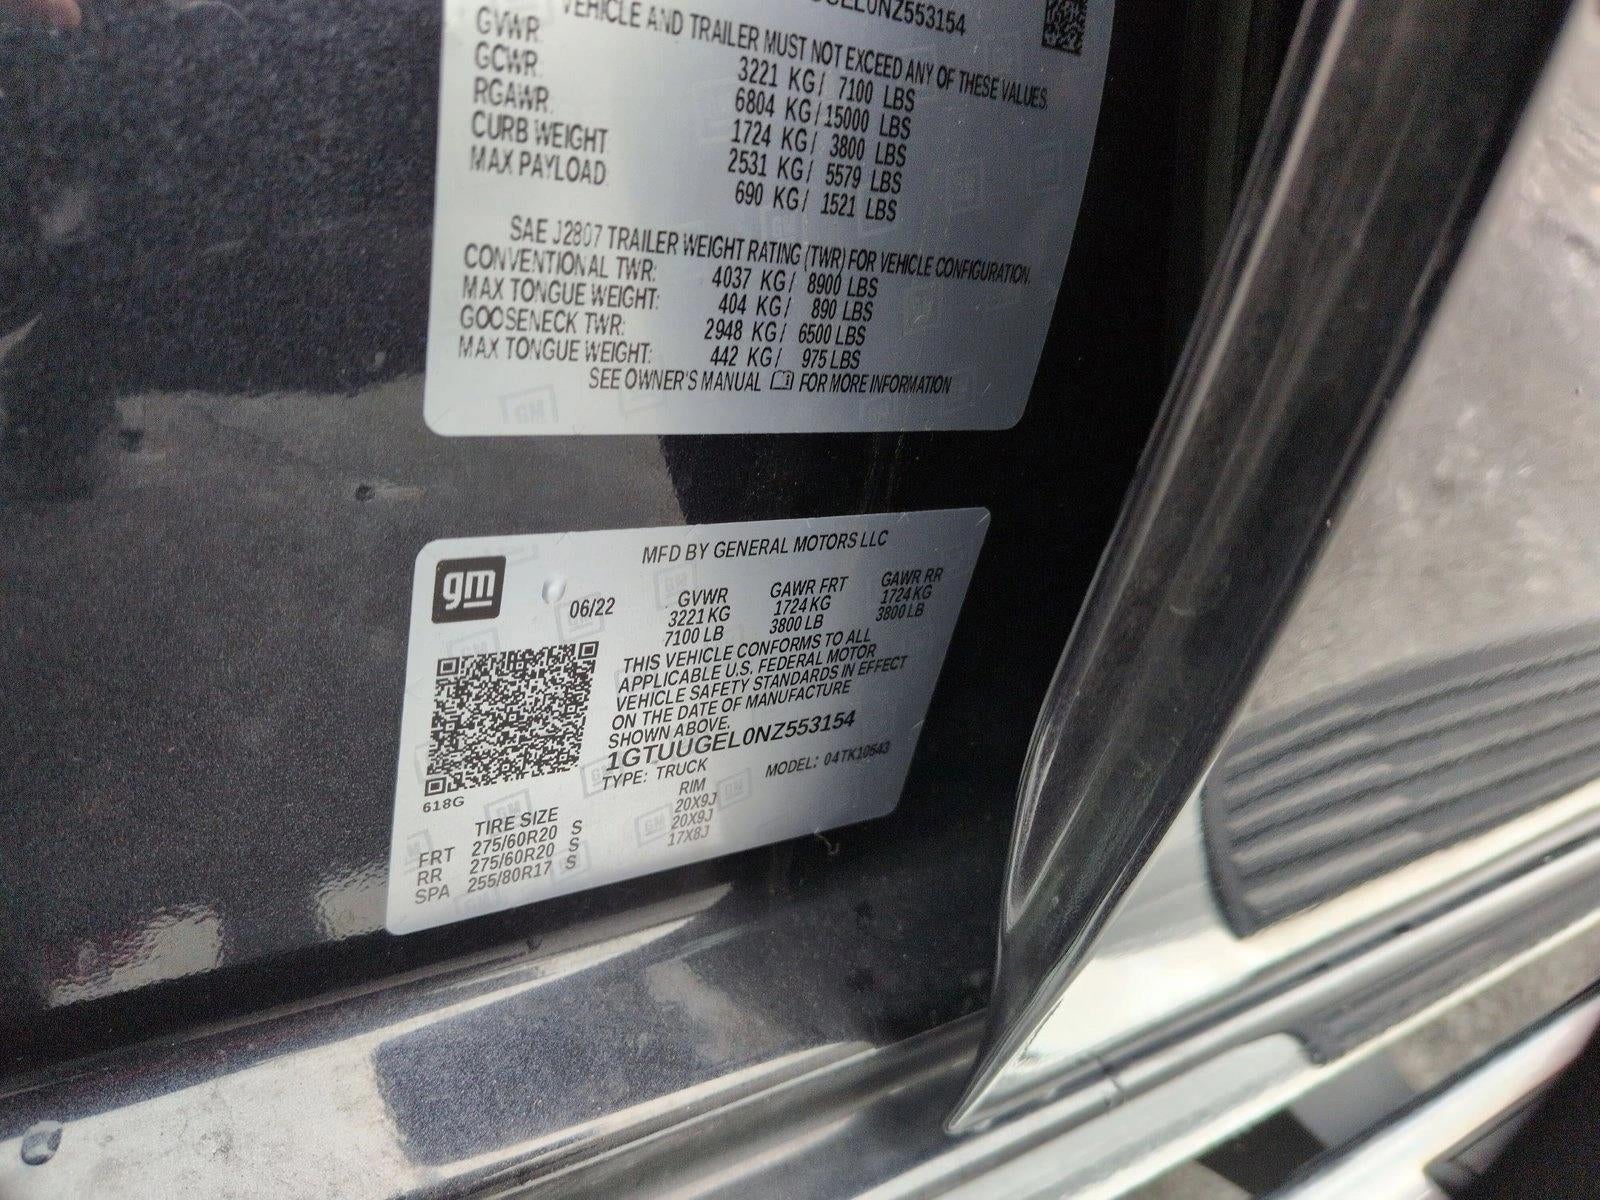 UGEL0NZ553154
VEHICLE AND TRAILER MUST NOT EXCEED ANY OF THESE VALUES.
GVWR: 3221 KG/ 7100 LBS
GCWR: 6804 KG/ 15000 LBS
RGAWR: 1724 KG/ 3800 LBS
CURB WEIGHT: 2531 KG/ 5579 LBS
MAX PAYLOAD: 690 KG/ 1521 LBS
SAE J2807 TRAILER WEIGHT RATING (TWR) FOR VEHICLE CONFIGURATION.
CONVENTIONAL TWR: 4037 KG/ 8900 LBS
MAX TONGUE WEIGHT: 404 KG/ 890 LBS
GOOSENECK TWR: 2948 KG/ 6500 LBS
MAX TONGUE WEIGHT: 442 KG/ 975 LBS
SEE OWNER'S MANUAL FOR MORE INFORMATION
gm
MFD BY GENERAL MOTORS LLC
06/22
GVWR GAWR FRT GAWR RR
3221 KG 1724 KG 1724 KG
7100 LB 3800 LB 3800 LB
THIS VEHICLE CONFORMS TO ALL
APPLICABLE U.S. FEDERAL MOTOR
VEHICLE SAFETY STANDARDS IN EFFECT
ON THE DATE OF MANUFACTURE
SHOWN ABOVE.
1GTUUGEL0NZ553154
TYPE: TRUCK MODEL: 04TK10543
618G
TIRE SIZE RIM
FRT 275/60R20 S 20X9J
RR 275/60R20 S 20X9J
SPA 255/80R17 S 17X8J